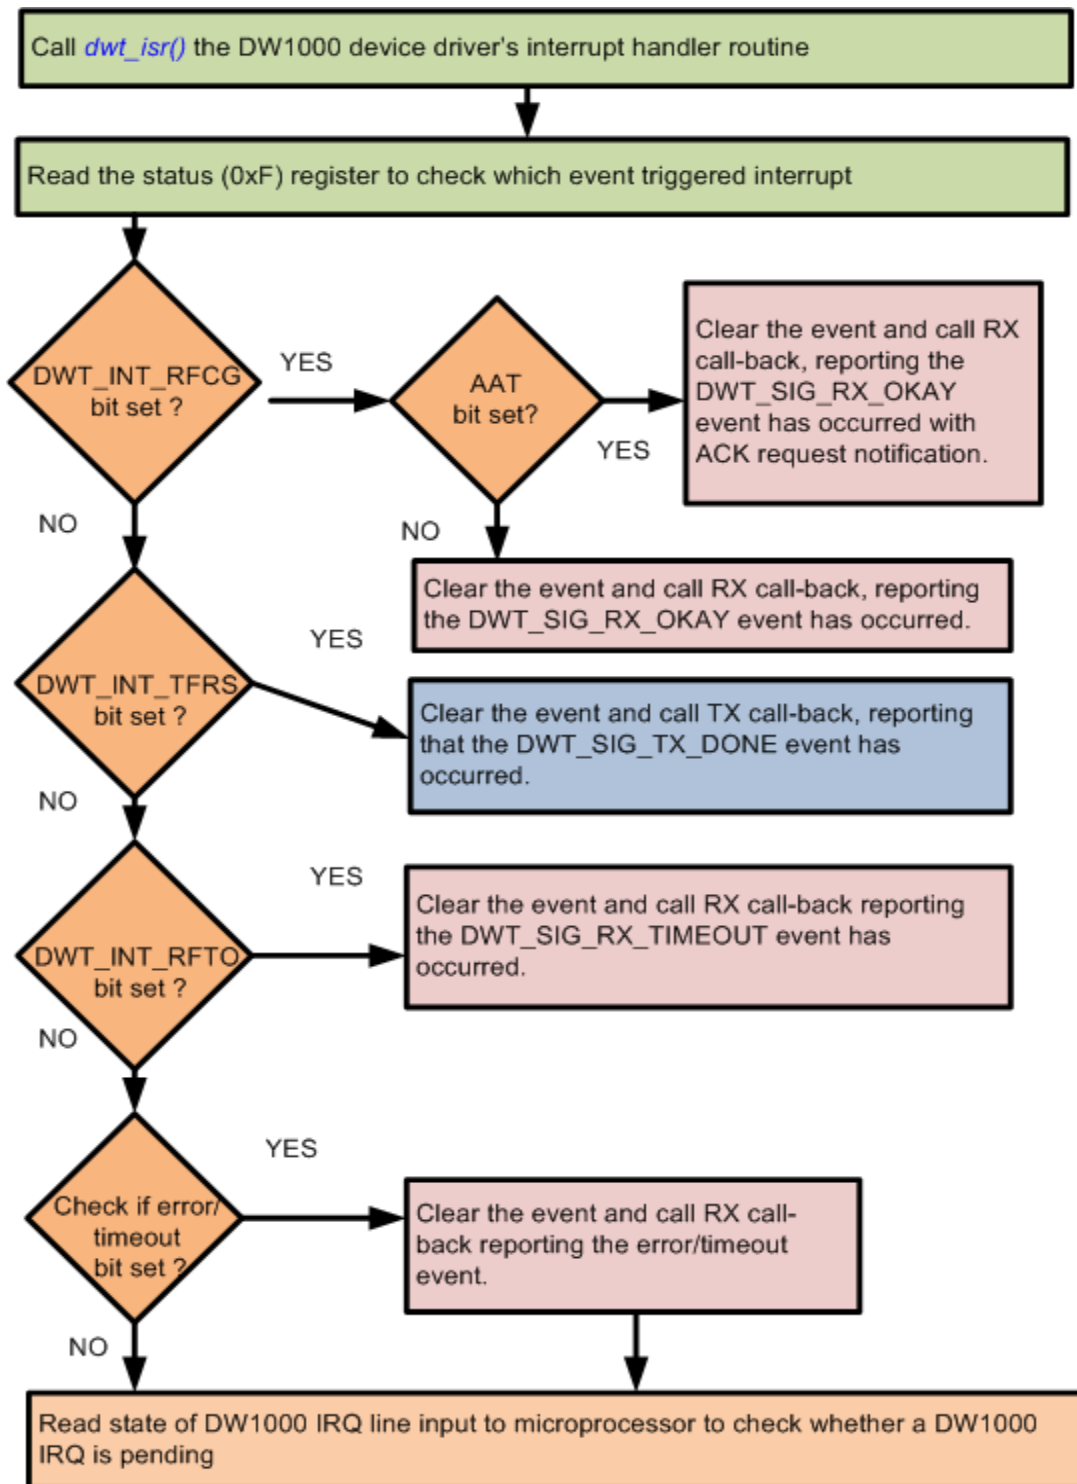 Call dwt_isr() the DW1000 device driver's interrupt handler routine
Read the status (0xF) register to check which event triggered interrupt
DWT_INT_RFCG
bit set ?
YES
AAT
bit set?
YES
Clear the event and call RX
call-back, reporting the
DWT_SIG_RX_OKAY
event has occurred with
ACK request notification.
NO
NO
Clear the event and call RX call-back, reporting
the DWT_SIG_RX_OKAY event has occurred.
DWT_INT_TFRS
bit set ?
YES
Clear the event and call TX call-back, reporting
that the DWT_SIG_TX_DONE event has
occurred.
NO
DWT_INT_RFTO
bit set ?
YES
Clear the event and call RX call-back reporting
the DWT_SIG_RX_TIMEOUT event has
occurred.
NO
Check if error/
timeout
bit set ?
YES
Clear the event and call RX call-
back reporting the error/timeout
event.
NO
Read state of DW1000 IRQ line input to microprocessor to check whether a DW1000
IRQ is pending